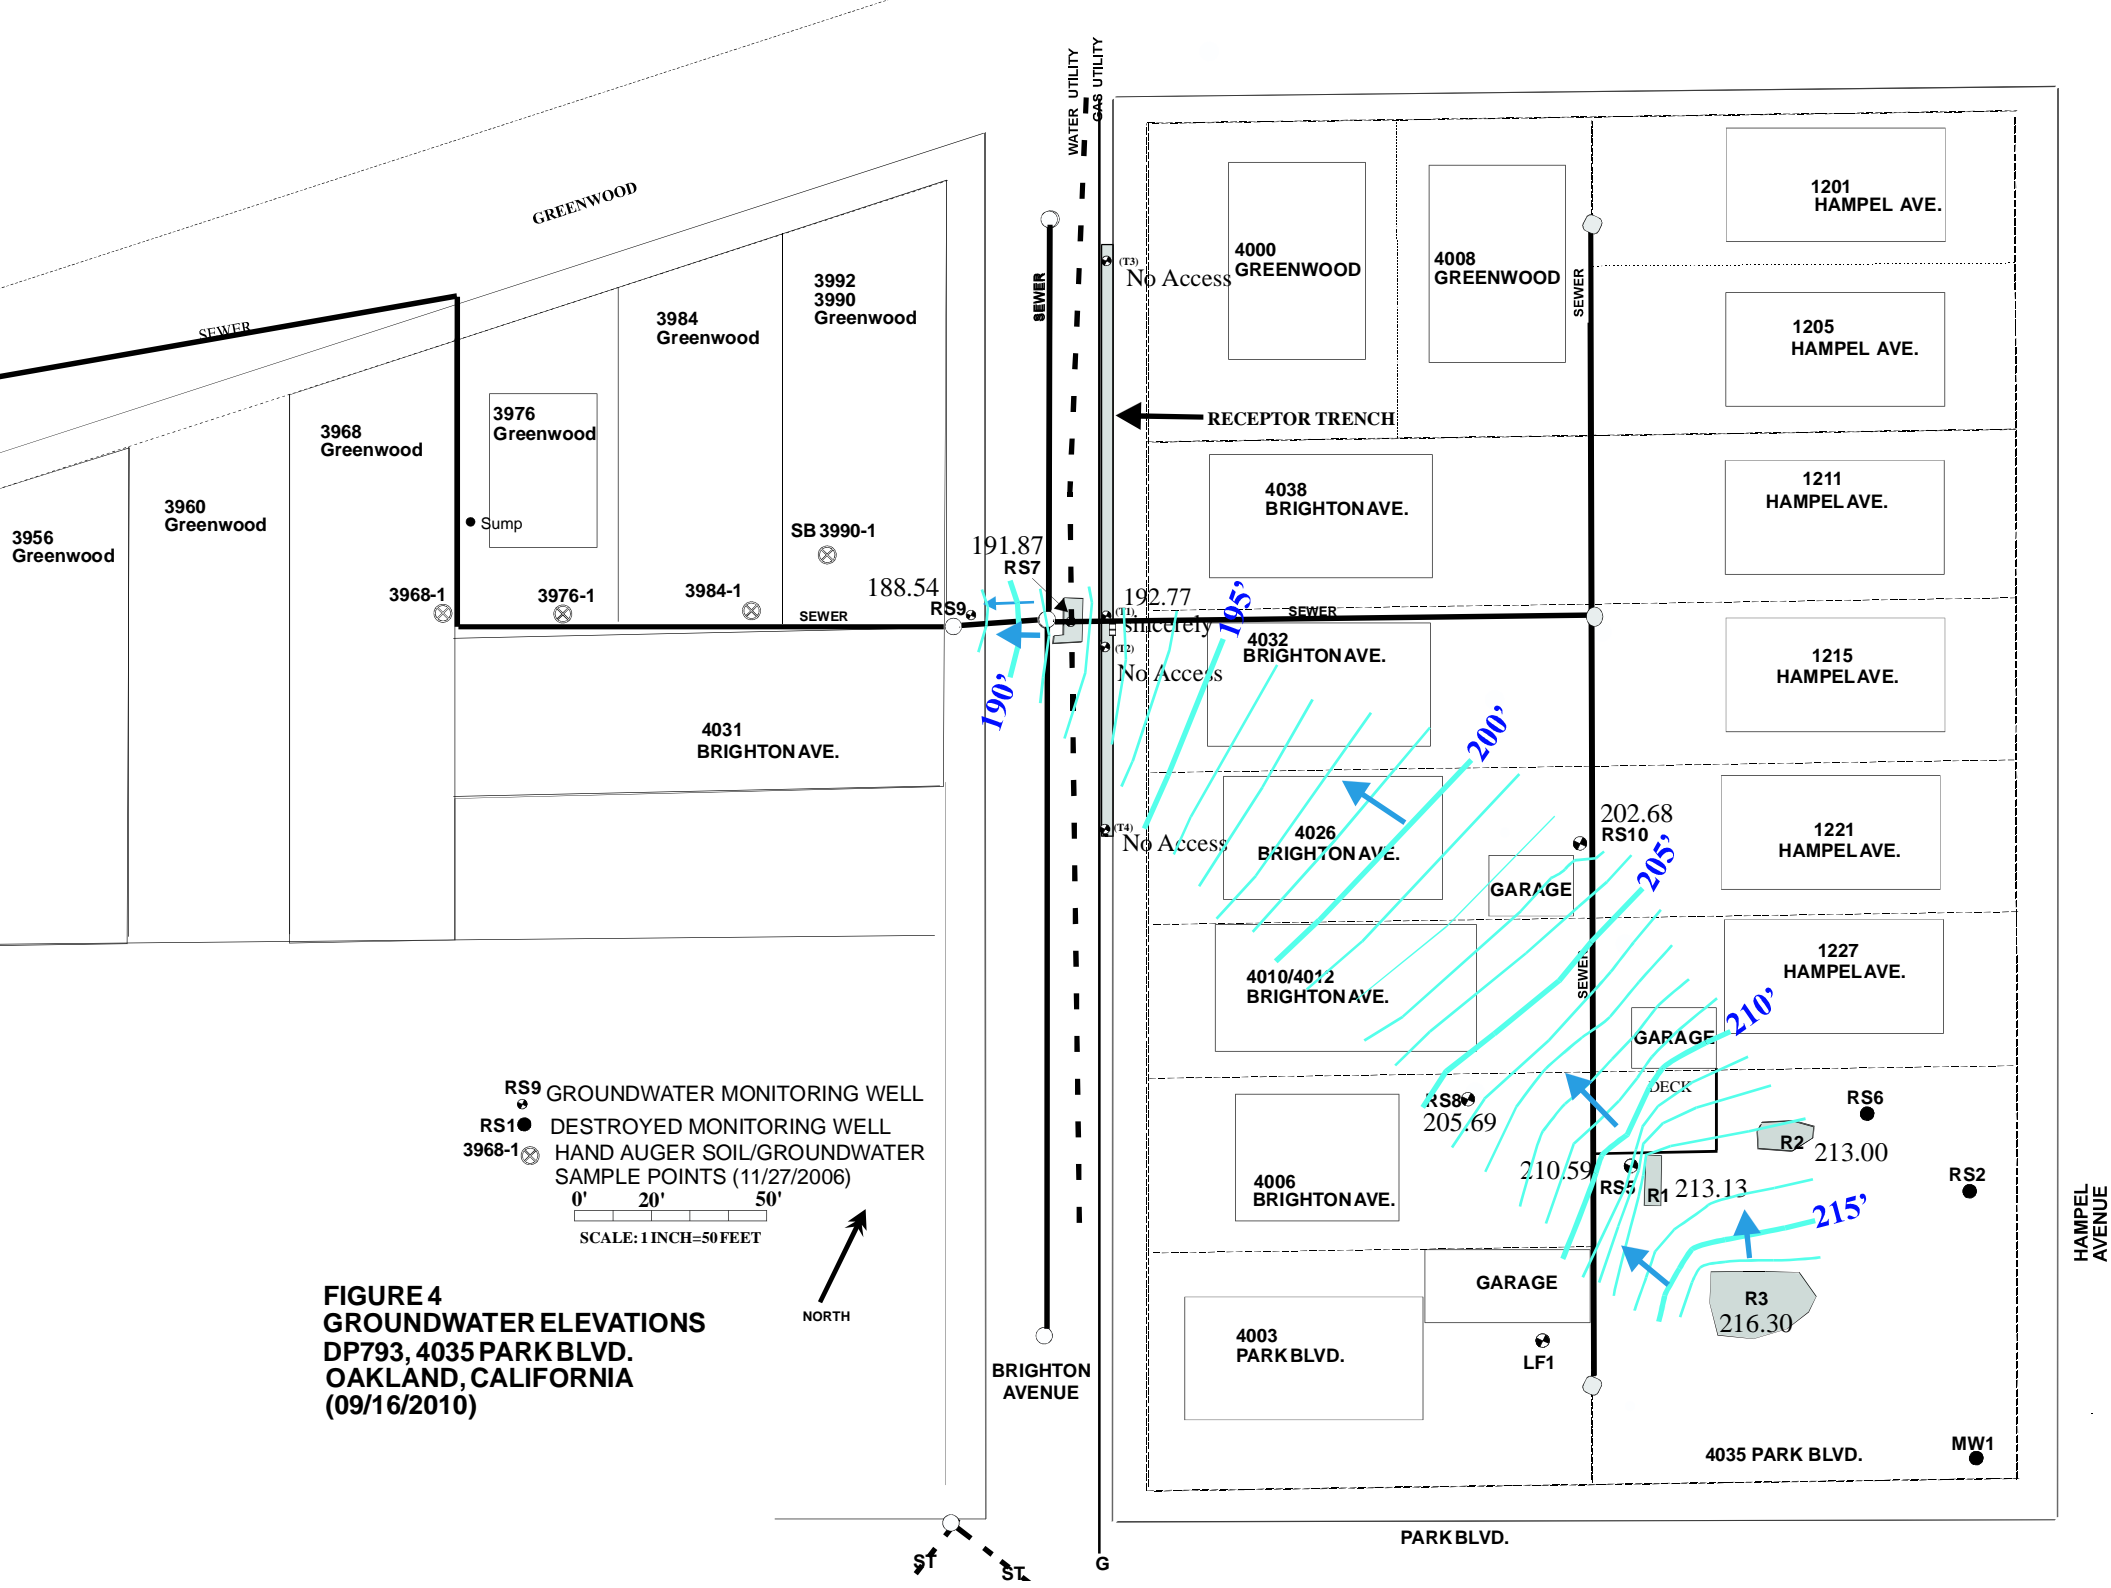 WATER UTILITY
GAS UTILITY
GREENWOOD
SEWER
3992
3990
Greenwood
3984
Greenwood
3976
Greenwood
3968
Greenwood
3960
Greenwood
3956
Greenwood
Sump
SB 3990-1
3968-1
3976-1
3984-1
SEWER
188.54
RS9
191.87
RS7
SEWER
(T3)
No Access
RECEPTOR TRENCH
192.77
(T1)
sincerely
(T2)
No Access
(T4)
No Access
4000
GREENWOOD
4008
GREENWOOD
SEWER
1201
HAMPEL AVE.
1205
HAMPEL AVE.
1211
HAMPEL AVE.
1215
HAMPEL AVE.
1221
HAMPEL AVE.
1227
HAMPEL AVE.
4038
BRIGHTON AVE.
SEWER
4032
BRIGHTON AVE.
4026
BRIGHTON AVE.
4010/4012
BRIGHTON AVE.
4006
BRIGHTON AVE.
4003
PARK BLVD.
4031
BRIGHTON AVE.
190'
195'
200'
205'
210'
215'
202.68
RS10
GARAGE
SEWER
GARAGE
DECK
RS8
205.69
210.59
RS5
R1
213.13
R2
213.00
RS6
RS2
R3
216.30
GARAGE
LF1
4035 PARK BLVD.
MW1
HAMPEL
AVENUE
PARK BLVD.
BRIGHTON
AVENUE
G
ST
ST
RS9 GROUNDWATER MONITORING WELL
RS1 DESTROYED MONITORING WELL
3968-1 HAND AUGER SOIL/GROUNDWATER
SAMPLE POINTS (11/27/2006)
0' 20' 50'
SCALE: 1 INCH=50 FEET
NORTH
FIGURE 4
GROUNDWATER ELEVATIONS
DP793, 4035 PARK BLVD.
OAKLAND, CALIFORNIA
(09/16/2010)